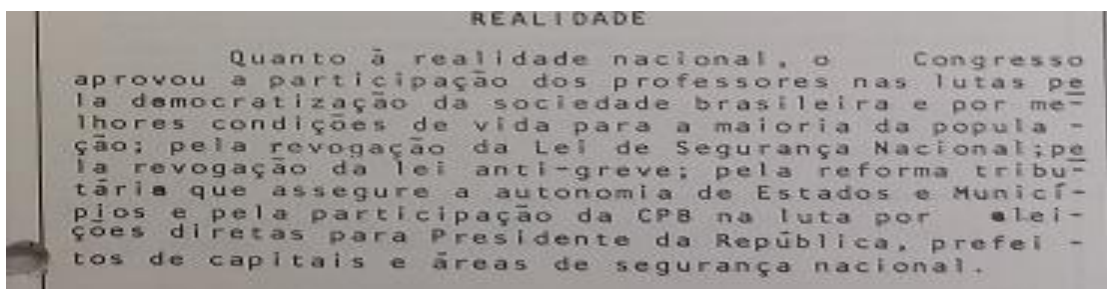 REALIDADE
Quanto à realidade nacional, o Congresso
aprovou a participação dos professores nas lutas pe
la democratização da sociedade brasileira e por me-
lhores condições de vida para a maioria da popula -
ção; pela revogação da Lei de Segurança Nacional;pe
la revogação da lei anti-greve; pela reforma tribu-
tária que assegure a autonomia de Estados e Municí-
pios e pela participação da CPB na luta por elei-
ções diretas para Presidente da República, prefei -
tos de capitais e áreas de segurança nacional.